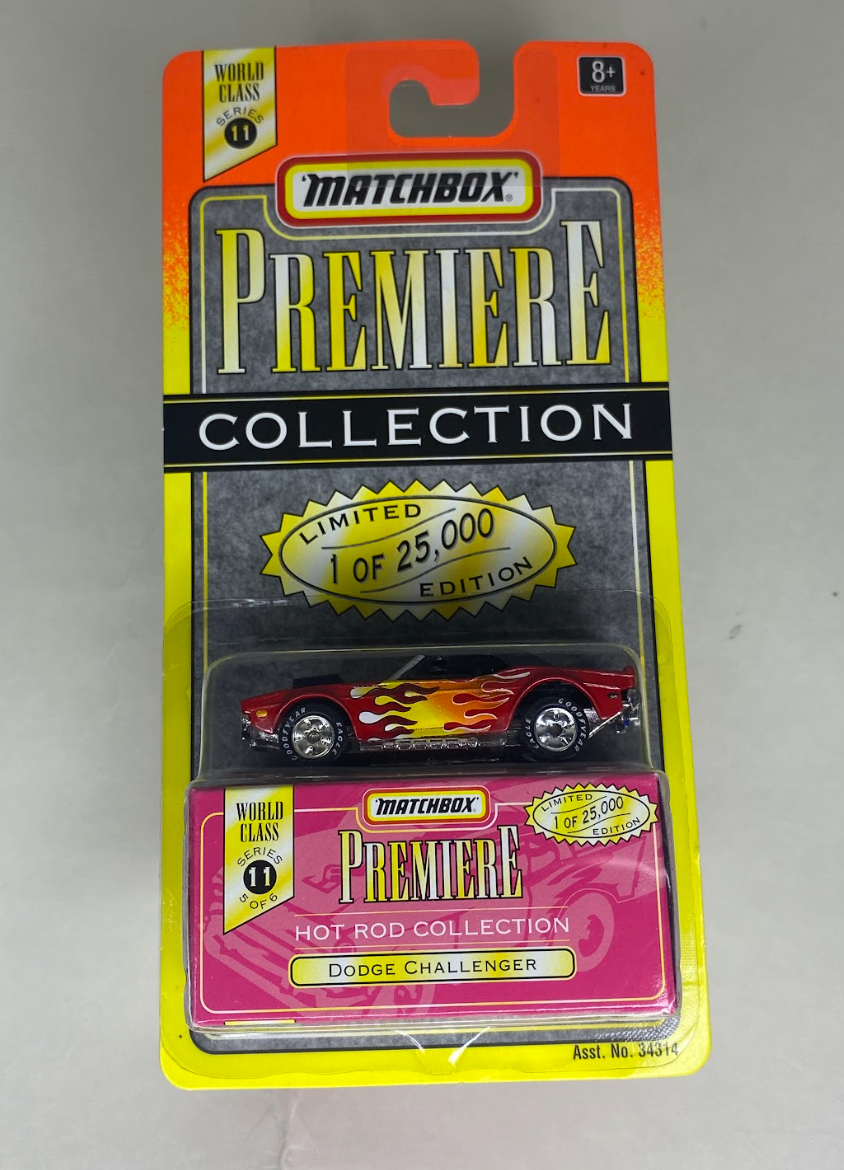 WORLD
CLASS
SERIES
11
8+
YEARS
'MATCHBOX'®
PREMIERE
COLLECTION
LIMITED
1 OF 25,000
EDITION
GOODYEAR
EAGLE
GOODYEAR
EAGLE
WORLD
CLASS
SERIES
11
5 OF 6
'MATCHBOX'
PREMIERE
LIMITED
1 OF 25,000
EDITION
HOT ROD COLLECTION
DODGE CHALLENGER
Asst. No. 34314